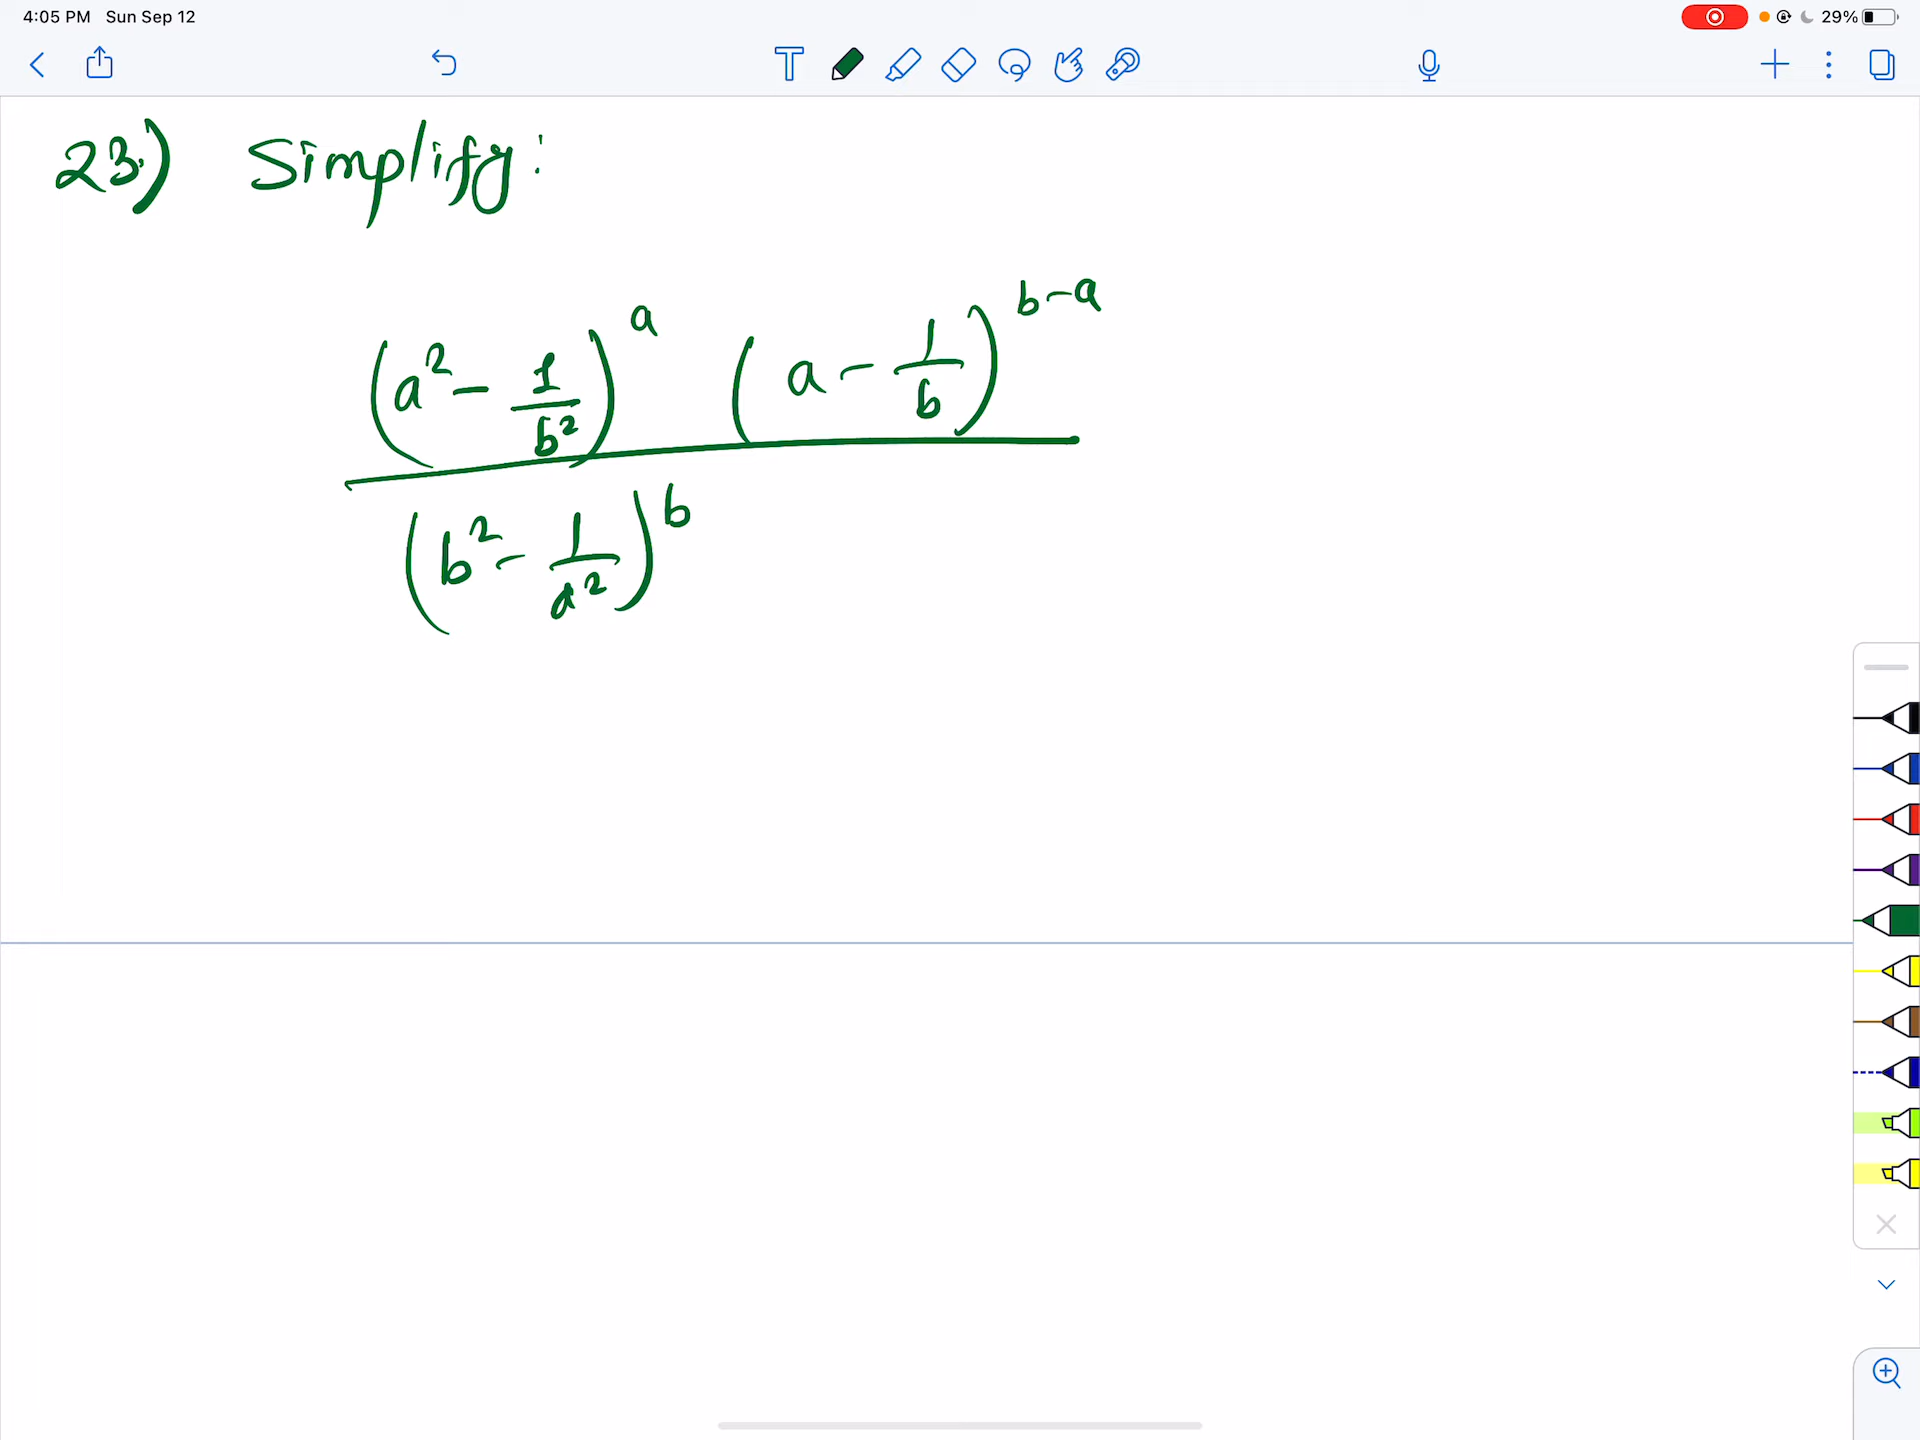 4:05 PM Sun Sep 12 29%
23.) Simplify:
(a² - 1/b²)^a (a - 1/b)^(b-a)
(b² - 1/a²)^b